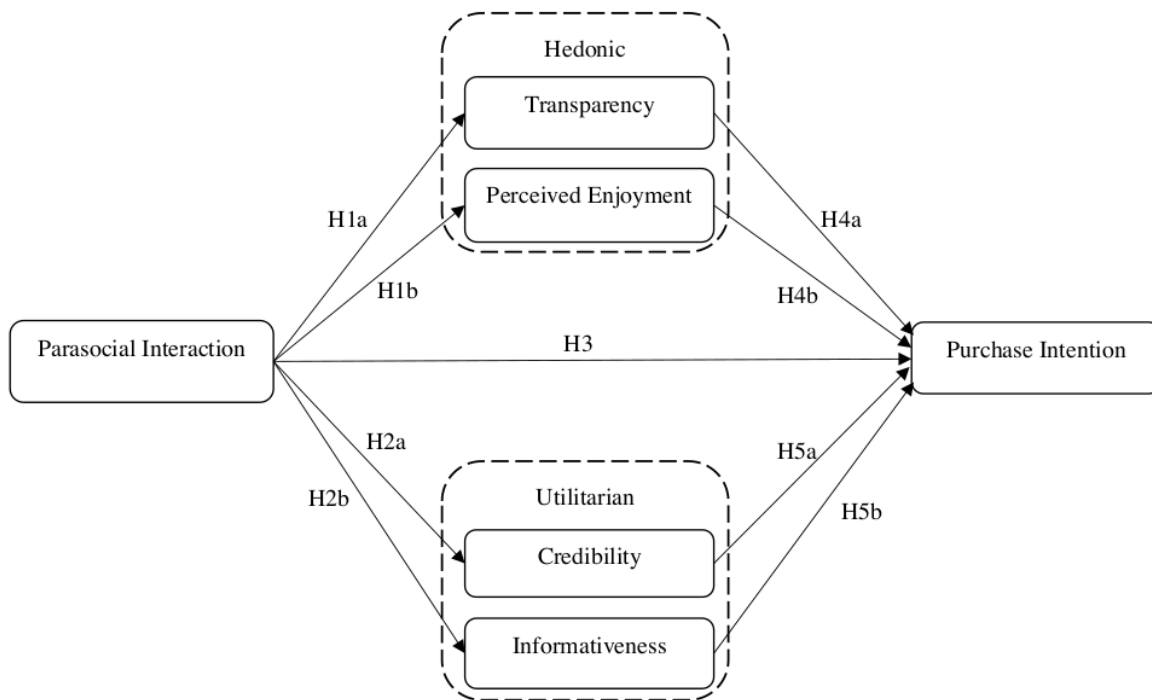 Hedonic
Transparency
Perceived Enjoyment
H1a
H4a
H1b
H4b
Parasocial Interaction
H3
Purchase Intention
H2a
H5a
H2b
Utilitarian
H5b
Credibility
Informativeness